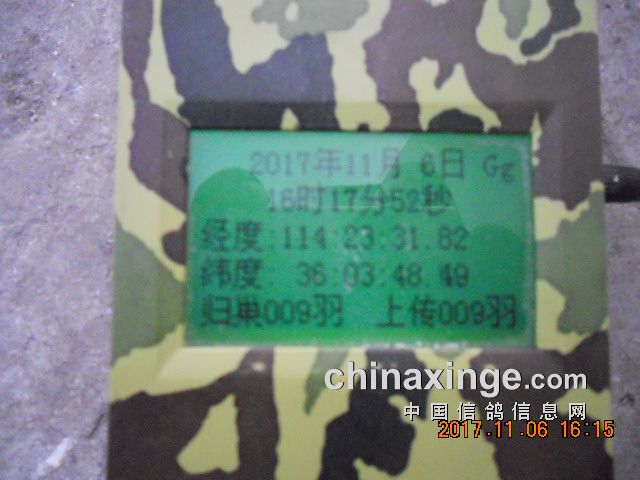 2017年11月 6日 Gg
16时17分52秒
经度:114:23:31.82
纬度: 36:03:48.49
归巢009羽 上传009羽
chinaxinge.com
中国信鸽信息网
2017.11.06 16:15